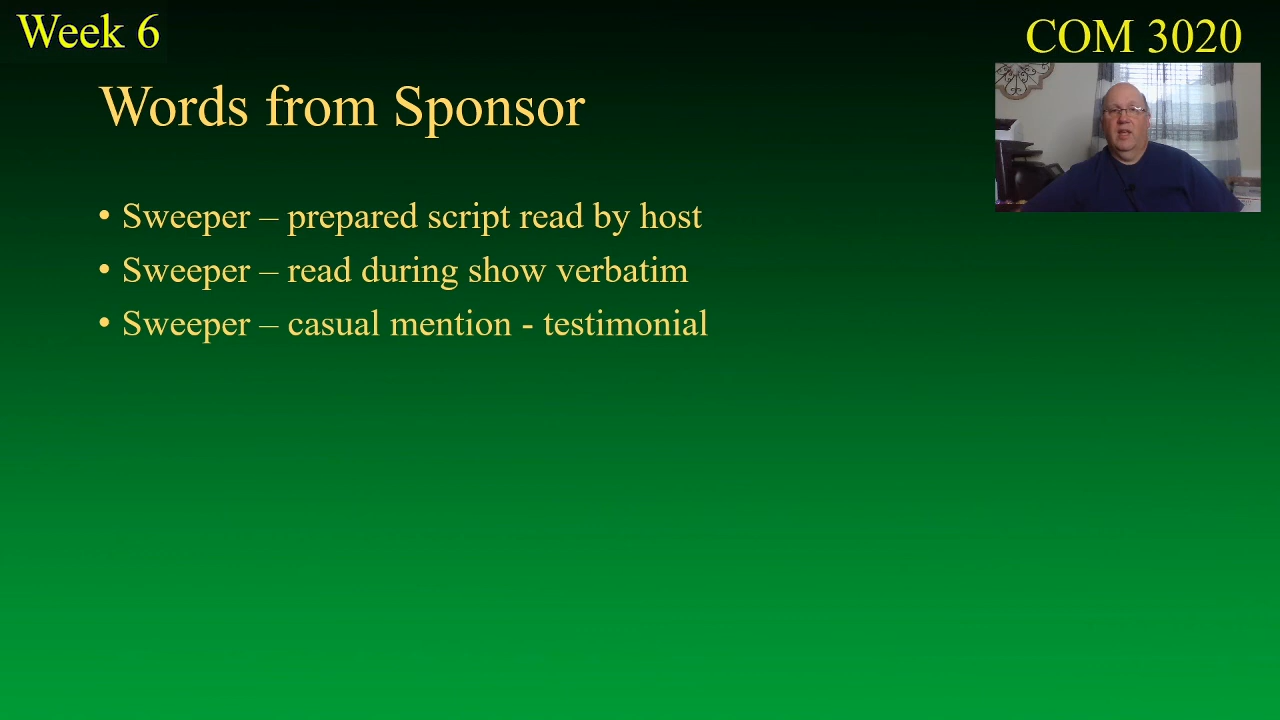 Week 6
COM 3020
Words from Sponsor
• Sweeper – prepared script read by host
• Sweeper – read during show verbatim
• Sweeper – casual mention - testimonial